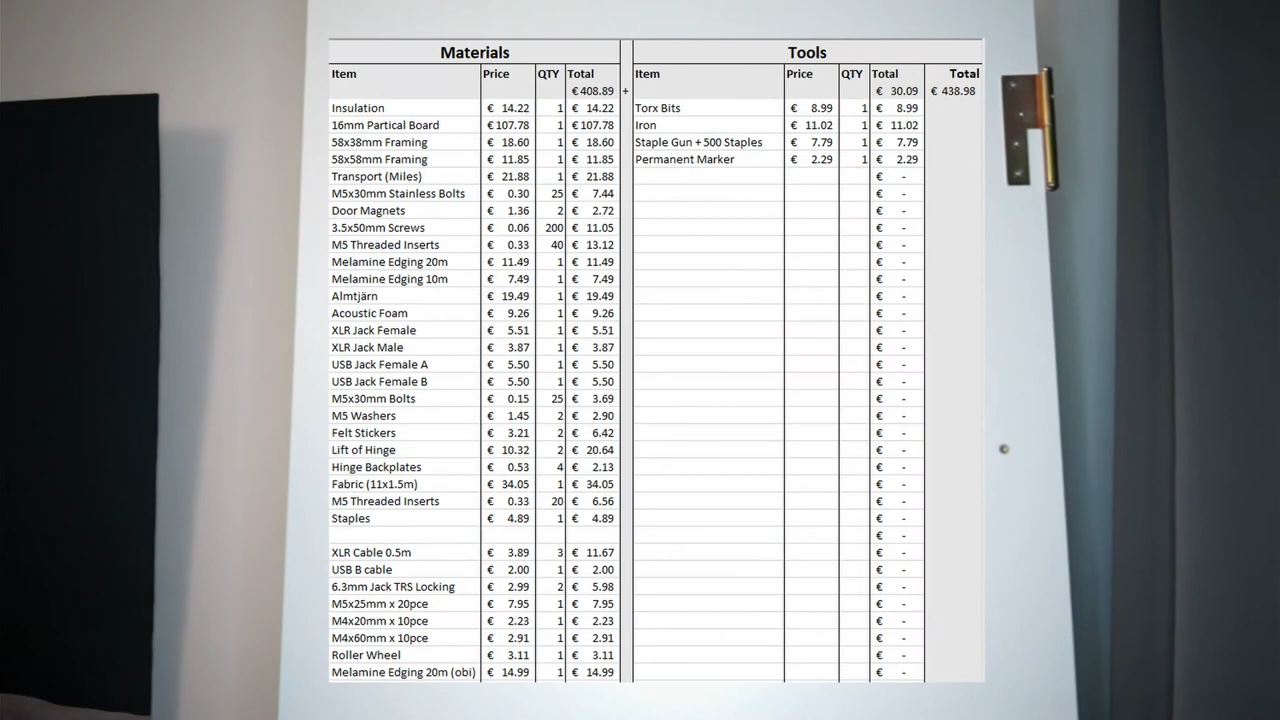 Materials Tools
Item Price QTY Total Item Price QTY Total Total
€ 408.89 + € 30.09 € 438.98
Insulation € 14.22 1 € 14.22 Torx Bits € 8.99 1 € 8.99
16mm Partical Board € 107.78 1 € 107.78 Iron € 11.02 1 € 11.02
58x38mm Framing € 18.60 1 € 18.60 Staple Gun + 500 Staples € 7.79 1 € 7.79
58x58mm Framing € 11.85 1 € 11.85 Permanent Marker € 2.29 1 € 2.29
Transport (Miles) € 21.88 1 € 21.88 € -
M5x30mm Stainless Bolts € 0.30 25 € 7.44 € -
Door Magnets € 1.36 2 € 2.72 € -
3.5x50mm Screws € 0.06 200 € 11.05 € -
M5 Threaded Inserts € 0.33 40 € 13.12 € -
Melamine Edging 20m € 11.49 1 € 11.49 € -
Melamine Edging 10m € 7.49 1 € 7.49 € -
Almtjärn € 19.49 1 € 19.49 € -
Acoustic Foam € 9.26 1 € 9.26 € -
XLR Jack Female € 5.51 1 € 5.51 € -
XLR Jack Male € 3.87 1 € 3.87 € -
USB Jack Female A € 5.50 1 € 5.50 € -
USB Jack Female B € 5.50 1 € 5.50 € -
M5x30mm Bolts € 0.15 25 € 3.69 € -
M5 Washers € 1.45 2 € 2.90 € -
Felt Stickers € 3.21 2 € 6.42 € -
Lift of Hinge € 10.32 2 € 20.64 € -
Hinge Backplates € 0.53 4 € 2.13 € -
Fabric (11x1.5m) € 34.05 1 € 34.05 € -
M5 Threaded Inserts € 0.33 20 € 6.56 € -
Staples € 4.89 1 € 4.89 € -
€ -
XLR Cable 0.5m € 3.89 3 € 11.67 € -
USB B cable € 2.00 1 € 2.00 € -
6.3mm Jack TRS Locking € 2.99 2 € 5.98 € -
M5x25mm x 20pce € 7.95 1 € 7.95 € -
M4x20mm x 10pce € 2.23 1 € 2.23 € -
M4x60mm x 10pce € 2.91 1 € 2.91 € -
Roller Wheel € 3.11 1 € 3.11 € -
Melamine Edging 20m (obi) € 14.99 1 € 14.99 € -